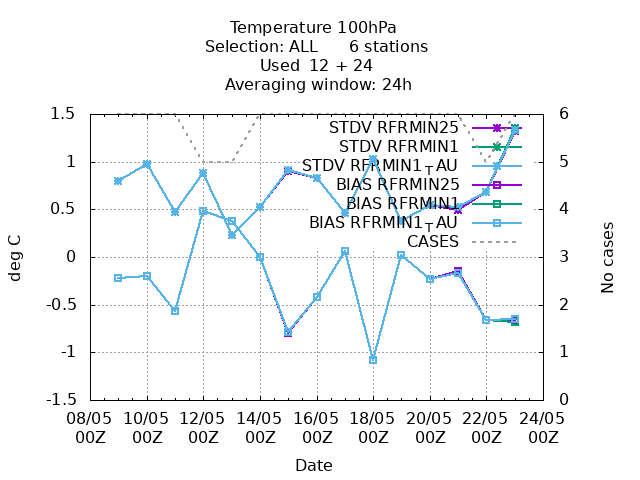 Temperature 100hPa
Selection: ALL 6 stations
Used 12 + 24
Averaging window: 24h
STDV RFRMIN25
STDV RFRMIN1
STDV RFRMIN1_TAU
BIAS RFRMIN25
BIAS RFRMIN1
BIAS RFRMIN1_TAU
CASES
1.5
1
0.5
0
-0.5
-1
-1.5
deg C
6
5
4
3
2
1
0
No cases
08/05 10/05 12/05 14/05 16/05 18/05 20/05 22/05 24/05
00Z 00Z 00Z 00Z 00Z 00Z 00Z 00Z 00Z
Date